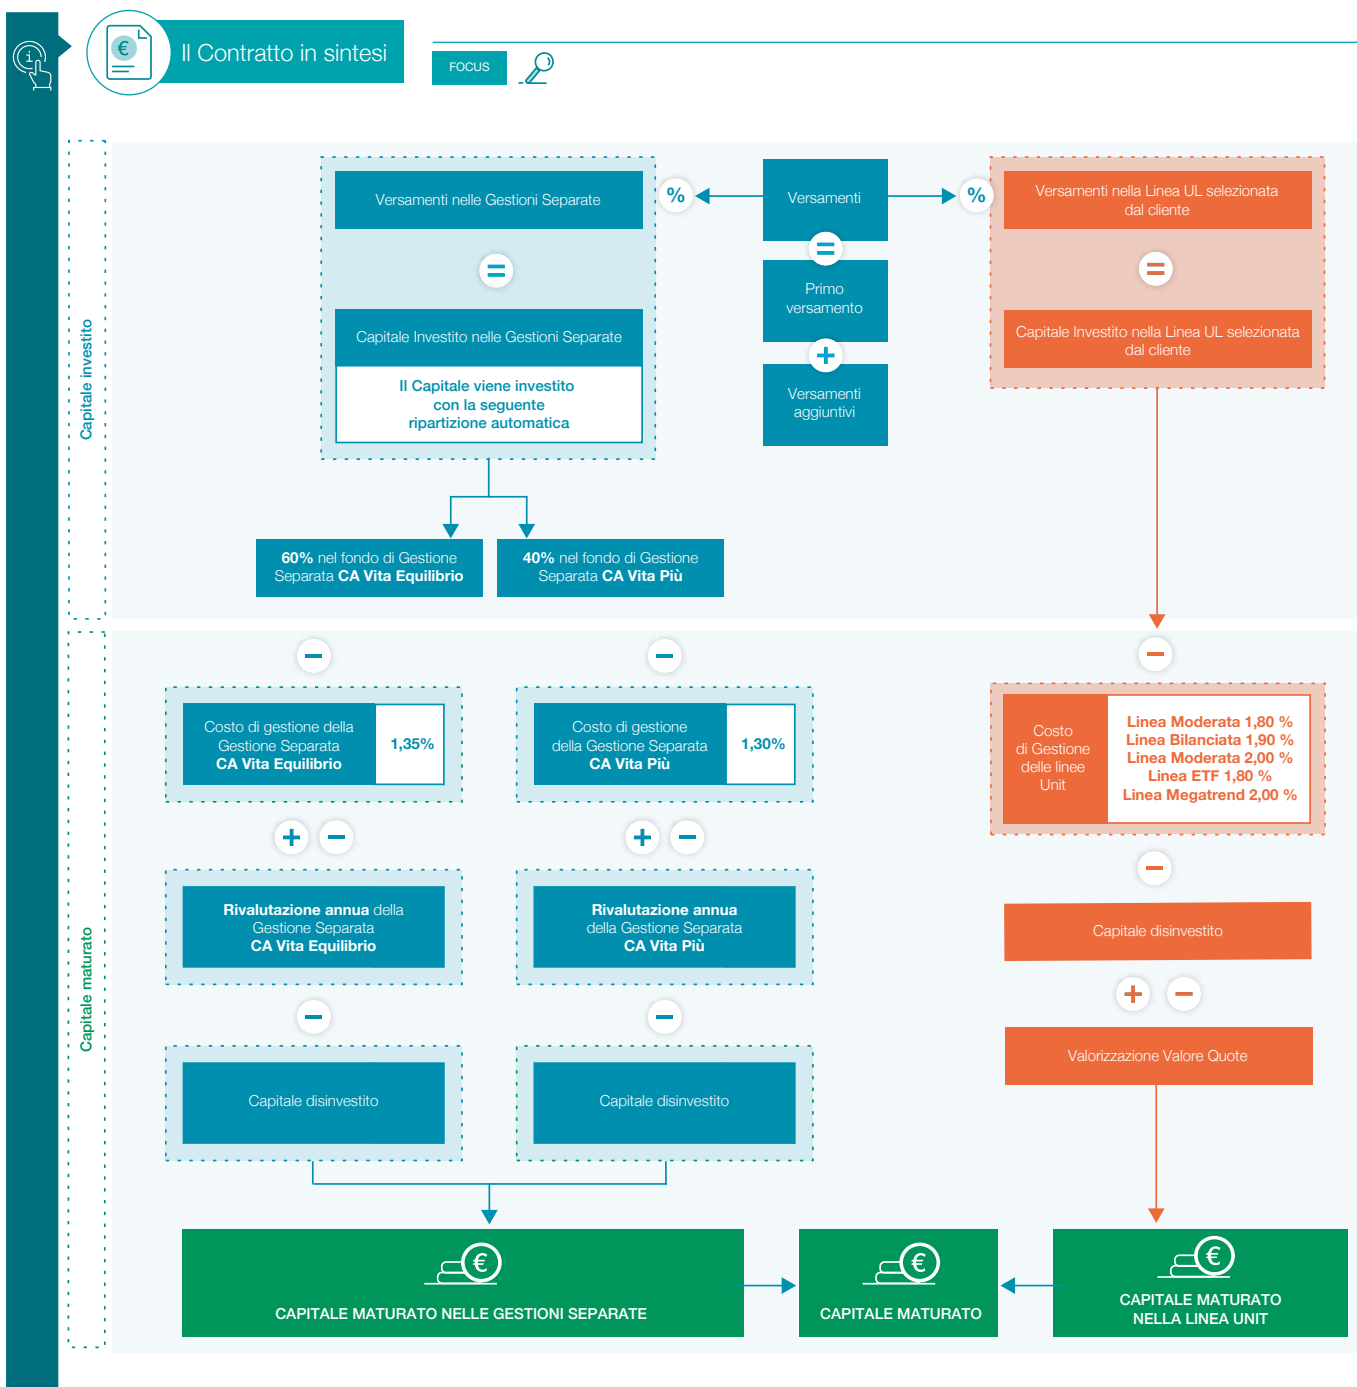 Il Contratto in sintesi
FOCUS
Capitale investito
Versamenti nelle Gestioni Separate
=
Capitale Investito nelle Gestioni Separate
Il Capitale viene investito
con la seguente
ripartizione automatica
%
Versamenti
=
Primo
versamento
+
Versamenti
aggiuntivi
%
Versamenti nella Linea UL selezionata
dal cliente
=
Capitale Investito nella Linea UL selezionata
dal cliente
60% nel fondo di Gestione
Separata CA Vita Equilibrio
40% nel fondo di Gestione
Separata CA Vita Più
Capitale maturato
−
Costo di gestione della
Gestione Separata
CA Vita Equilibrio
1,35%
+ −
Rivalutazione annua della
Gestione Separata
CA Vita Equilibrio
−
Capitale disinvestito
−
Costo di gestione
della Gestione Separata
CA Vita Più
1,30%
+ −
Rivalutazione annua
della Gestione Separata
CA Vita Più
−
Capitale disinvestito
−
Costo
di Gestione
delle linee
Unit
Linea Moderata 1,80 %
Linea Bilanciata 1,90 %
Linea Moderata 2,00 %
Linea ETF 1,80 %
Linea Megatrend 2,00 %
−
Capitale disinvestito
+ −
Valorizzazione Valore Quote
€
CAPITALE MATURATO NELLE GESTIONI SEPARATE
€
CAPITALE MATURATO
€
CAPITALE MATURATO
NELLA LINEA UNIT